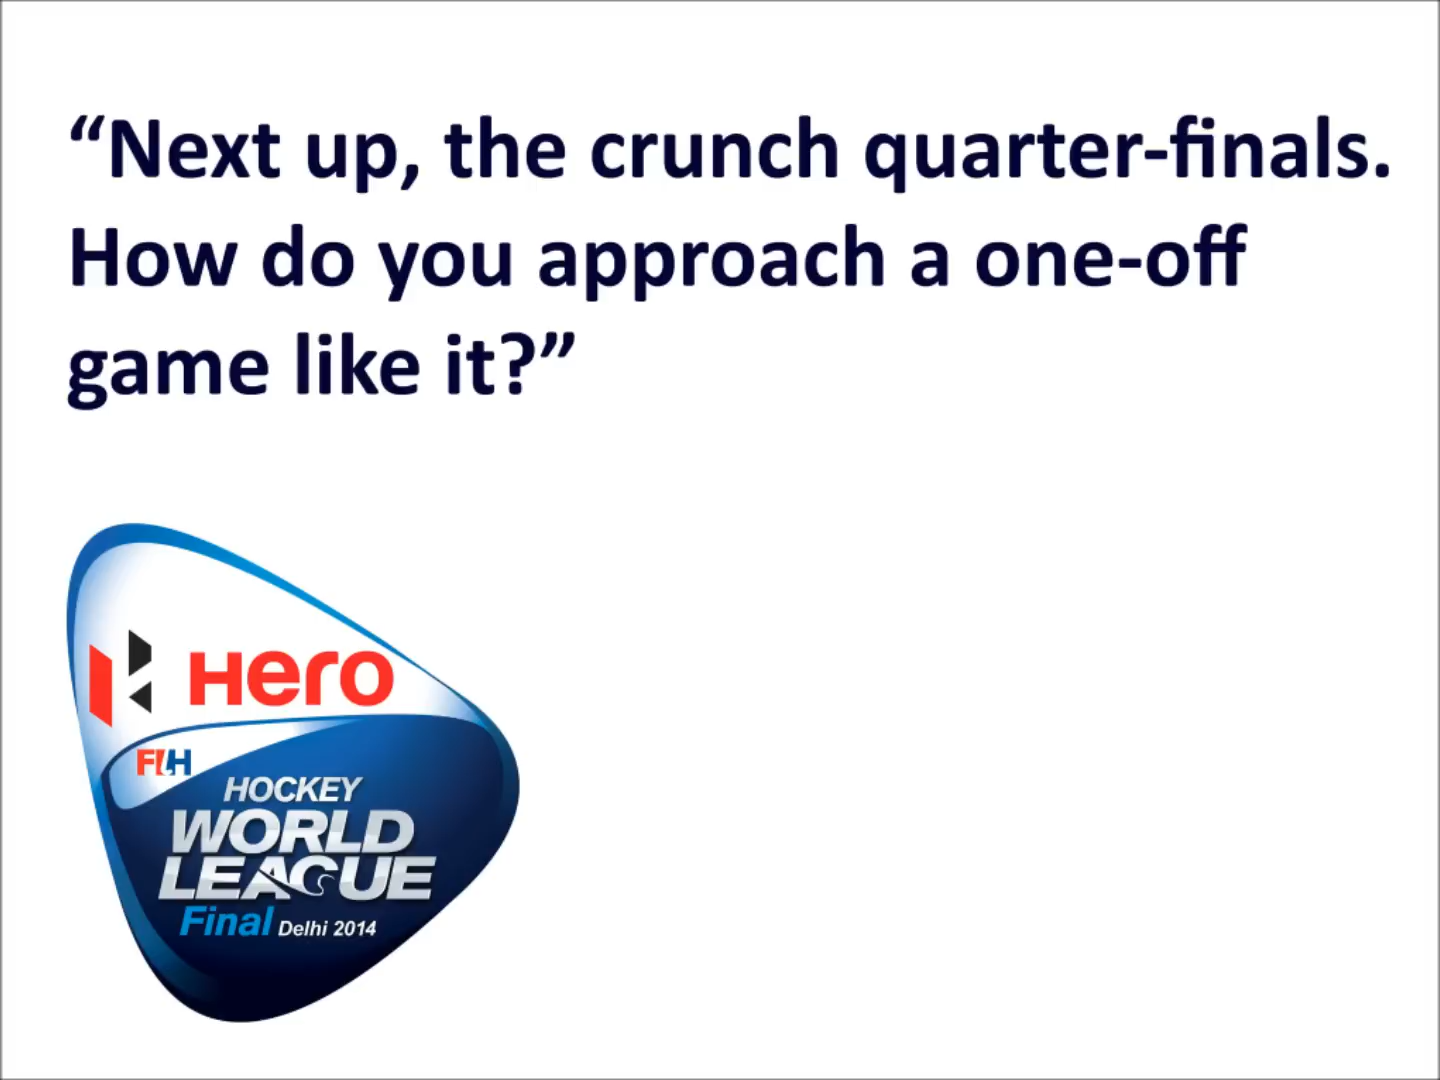 “Next up, the crunch quarter-finals.
How do you approach a one-off
game like it?”
Hero
FIH
HOCKEY
WORLD
LEAGUE
Final Delhi 2014